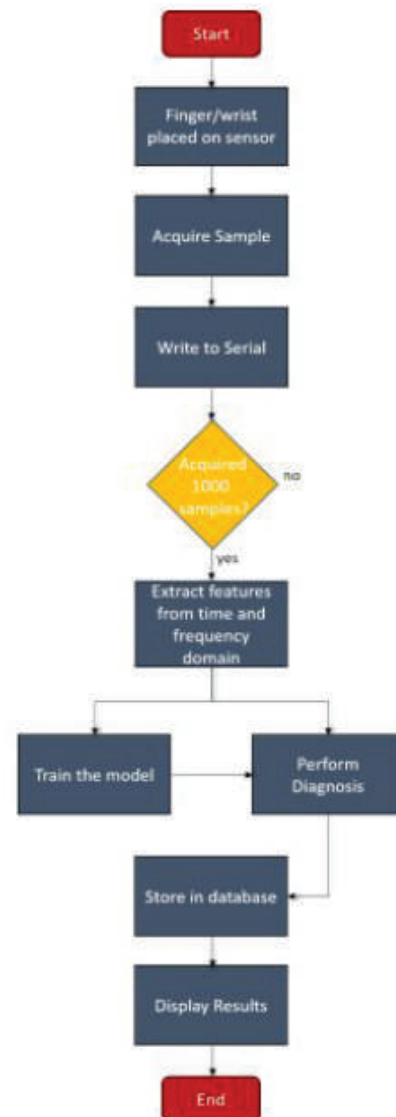 Start
Finger/wrist
placed on sensor
Acquire Sample
Write to Serial
Acquired
1000
samples?
no
yes
Extract features
from time and
frequency
domain
Train the model
Perform
Diagnosis
Store in database
Display Results
End